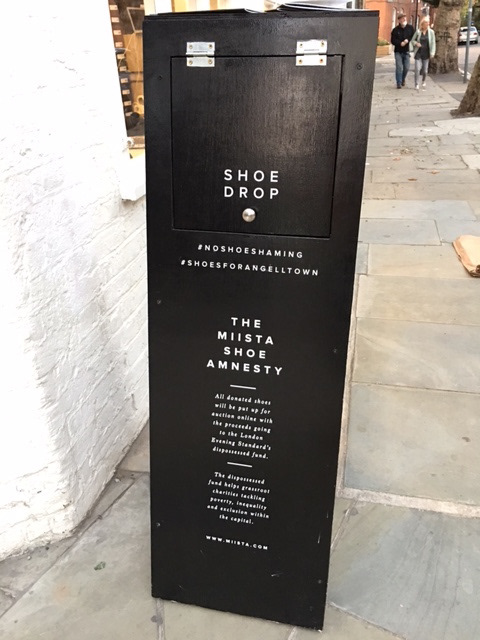 SHOE
DROP
#NOSHOESHAMING
#SHOESFORANGELLTOWN
THE
MIISTA
SHOE
AMNESTY
All donated shoes
will be put up for
auction online with
the proceeds going
to the London
Evening Standard's
dispossessed fund.
The dispossessed
fund helps grassroot
charities tackling
poverty, inequality
and exclusion within
the capital.
WWW.MIISTA.COM